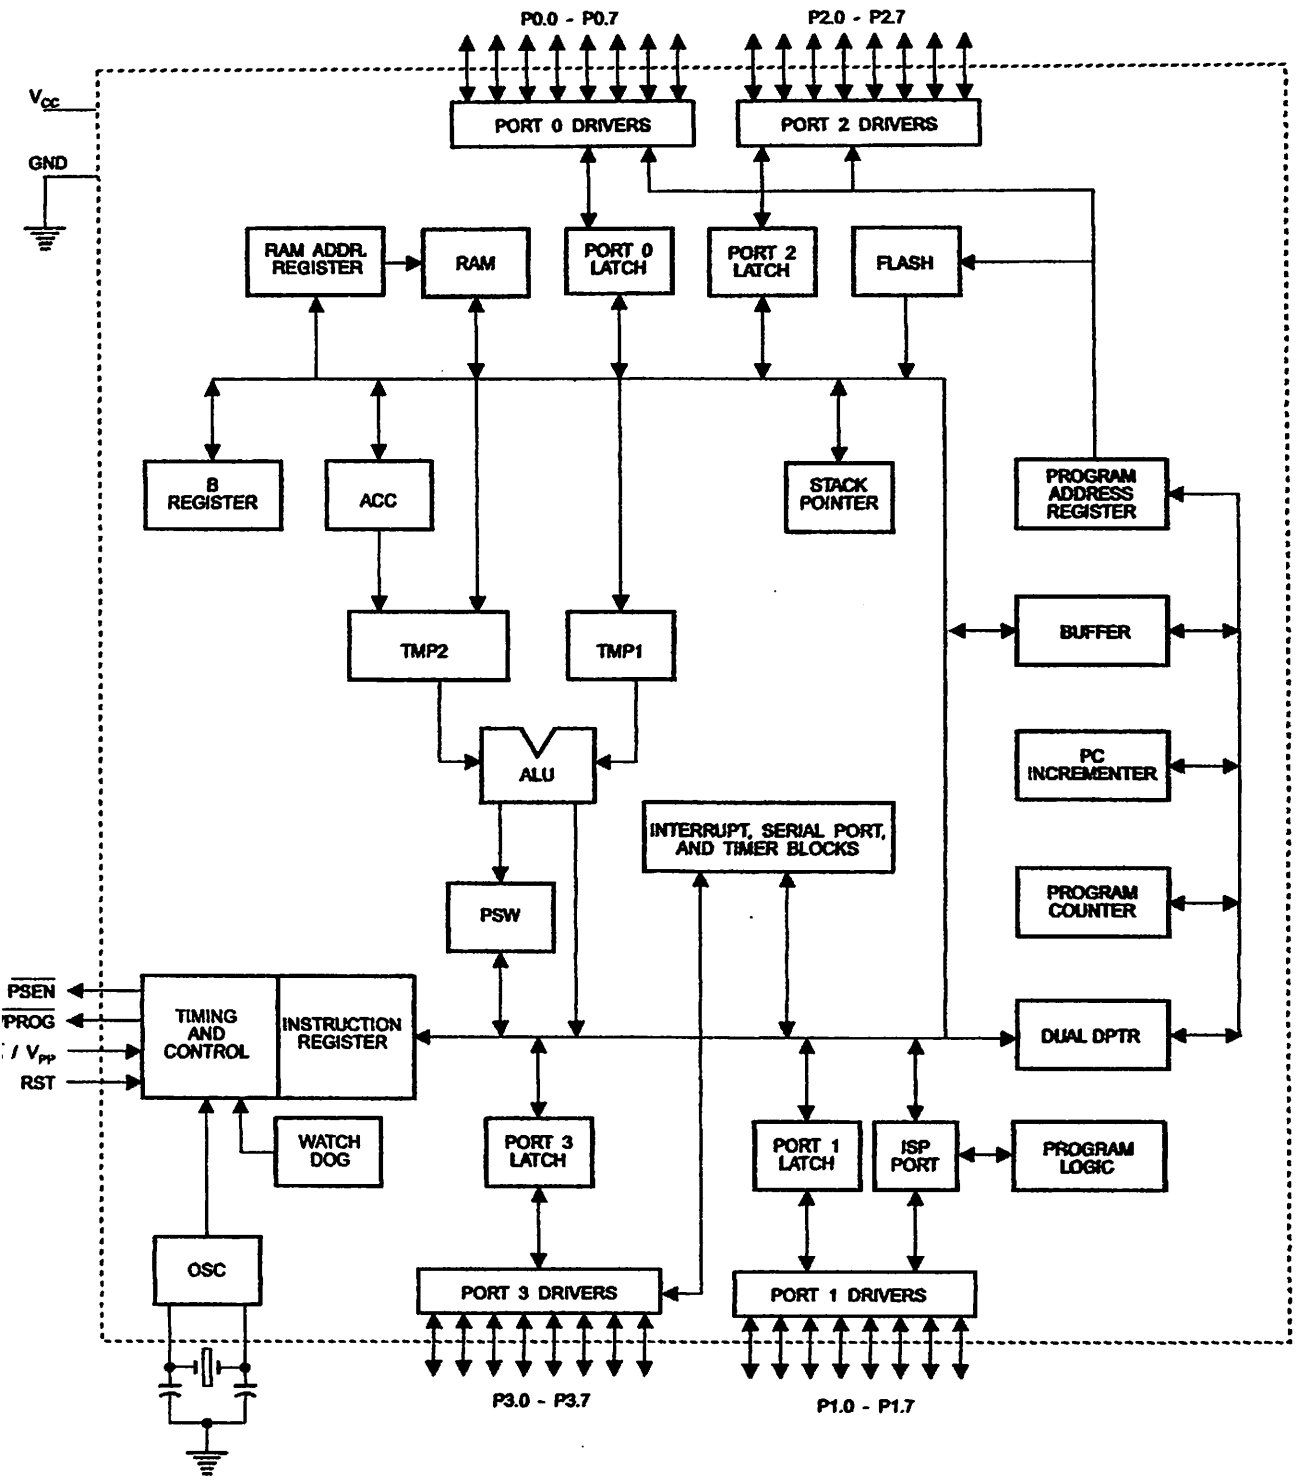 P0.0 - P0.7
P2.0 - P2.7
VCC
PORT 0 DRIVERS
PORT 2 DRIVERS
GND
RAM ADDR.
REGISTER
RAM
PORT 0
LATCH
PORT 2
LATCH
FLASH
B
REGISTER
ACC
STACK
POINTER
PROGRAM
ADDRESS
REGISTER
TMP2
TMP1
BUFFER
ALU
PC
INCREMENTER
INTERRUPT, SERIAL PORT,
AND TIMER BLOCKS
PSW
PROGRAM
COUNTER
PSEN
/PROG
/ VPP
RST
TIMING
AND
CONTROL
INSTRUCTION
REGISTER
DUAL DPTR
WATCH
DOG
PORT 3
LATCH
PORT 1
LATCH
ISP
PORT
PROGRAM
LOGIC
OSC
PORT 3 DRIVERS
PORT 1 DRIVERS
P3.0 - P3.7
P1.0 - P1.7